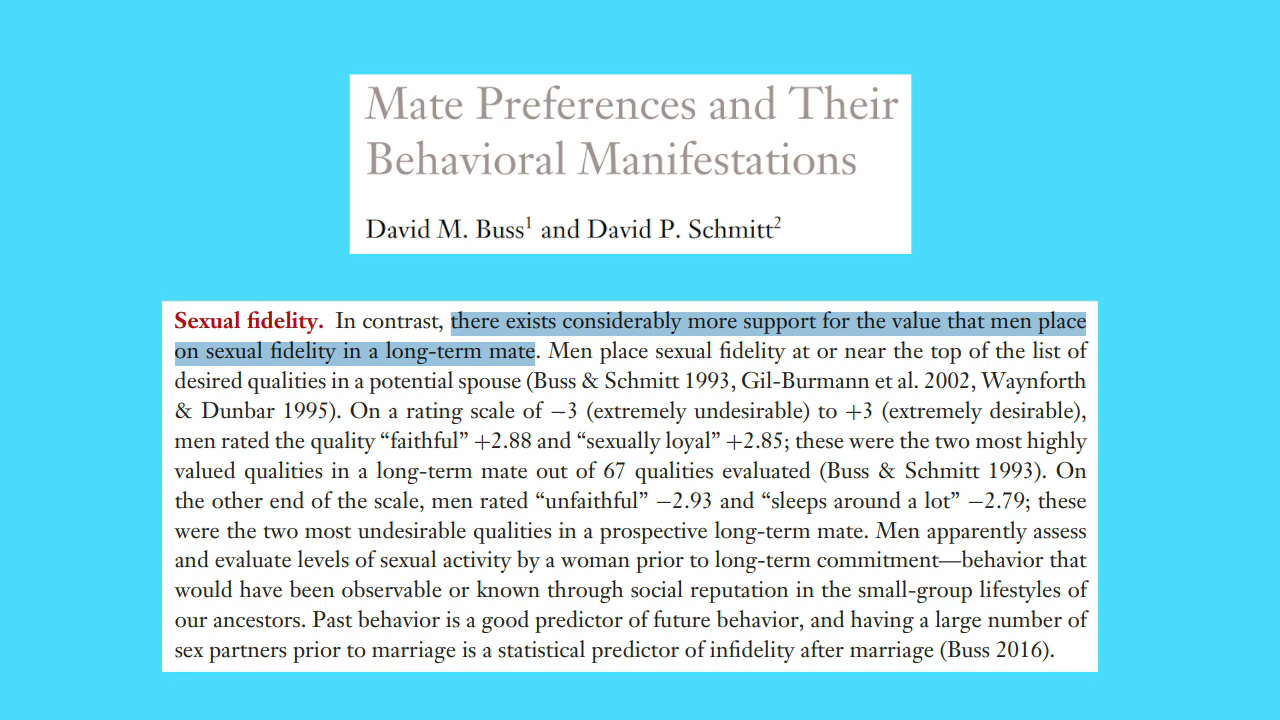 Mate Preferences and Their
Behavioral Manifestations
David M. Buss¹ and David P. Schmitt²
Sexual fidelity. In contrast, there exists considerably more support for the value that men place
on sexual fidelity in a long-term mate. Men place sexual fidelity at or near the top of the list of
desired qualities in a potential spouse (Buss & Schmitt 1993, Gil-Burmann et al. 2002, Waynforth
& Dunbar 1995). On a rating scale of −3 (extremely undesirable) to +3 (extremely desirable),
men rated the quality “faithful” +2.88 and “sexually loyal” +2.85; these were the two most highly
valued qualities in a long-term mate out of 67 qualities evaluated (Buss & Schmitt 1993). On
the other end of the scale, men rated “unfaithful” −2.93 and “sleeps around a lot” −2.79; these
were the two most undesirable qualities in a prospective long-term mate. Men apparently assess
and evaluate levels of sexual activity by a woman prior to long-term commitment—behavior that
would have been observable or known through social reputation in the small-group lifestyles of
our ancestors. Past behavior is a good predictor of future behavior, and having a large number of
sex partners prior to marriage is a statistical predictor of infidelity after marriage (Buss 2016).